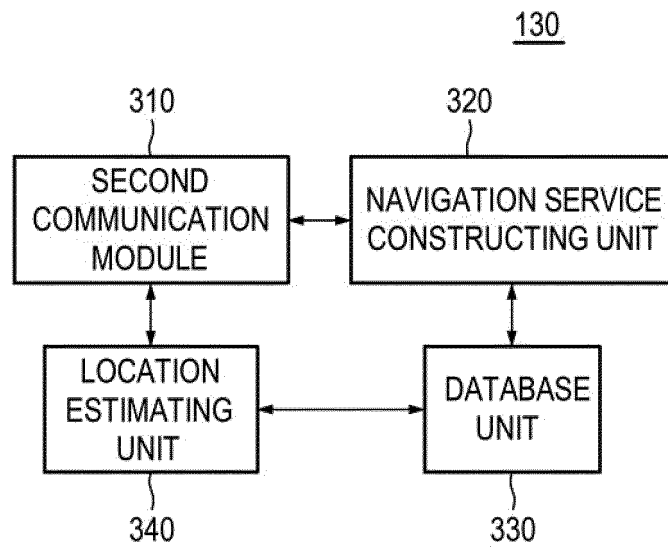 130
310
320
SECOND
COMMUNICATION
MODULE
NAVIGATION SERVICE
CONSTRUCTING UNIT
LOCATION
ESTIMATING
UNIT
DATABASE
UNIT
340
330